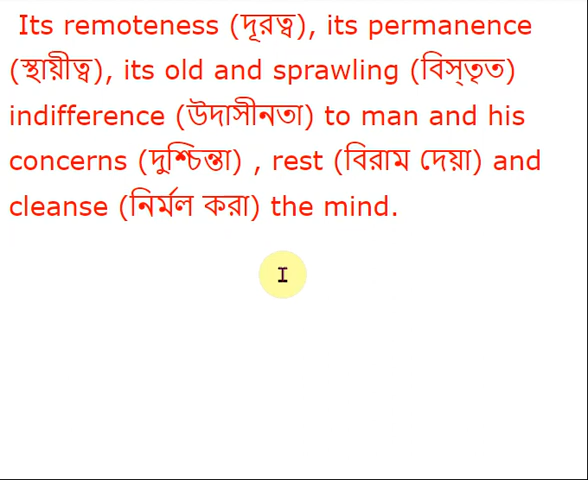 Its remoteness (দূরত্ব), its permanence
(স্থায়ীত্ব), its old and sprawling (বিস্তৃত)
indifference (উদাসীনতা) to man and his
concerns (দুশ্চিন্তা) , rest (বিরাম দেয়া) and
cleanse (নির্মল করা) the mind.